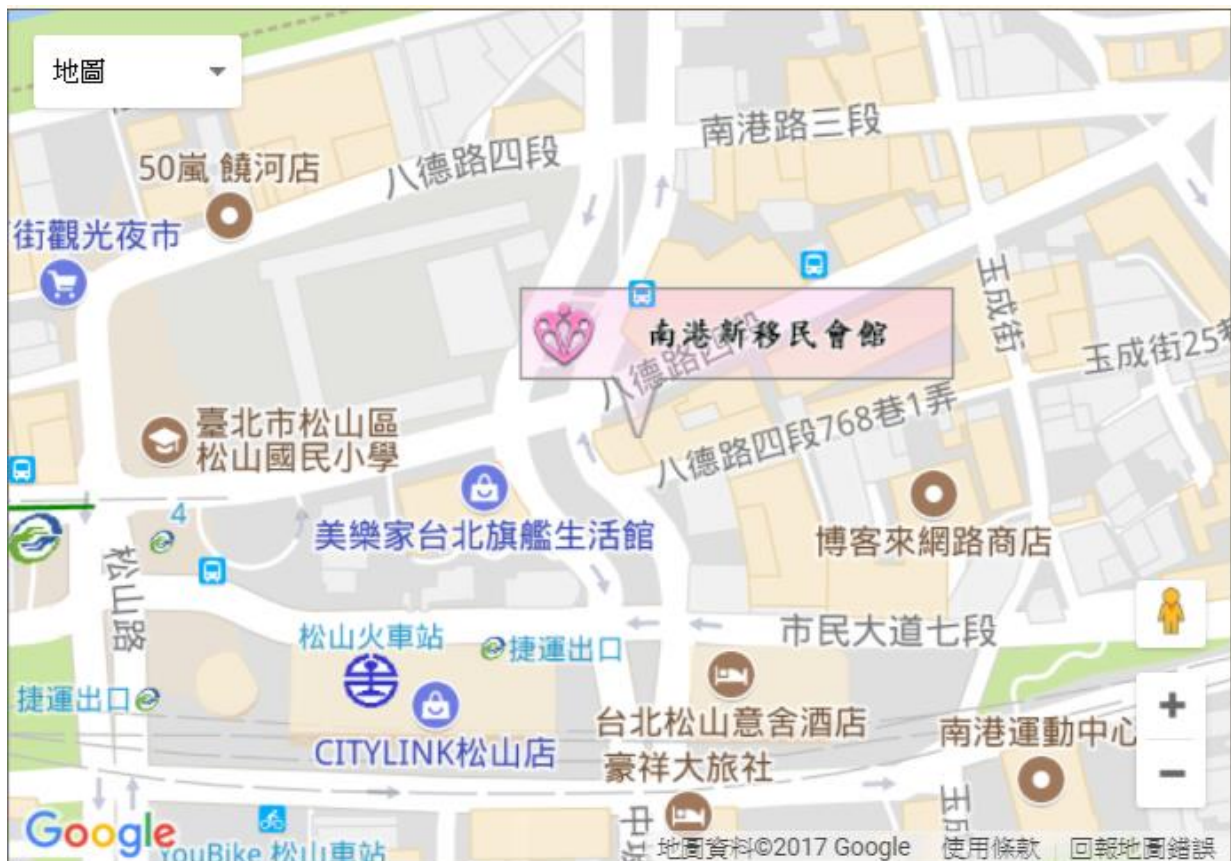 地圖
南港路三段
八德路四段
50嵐 饒河店
街觀光夜市
南港新移民會館
玉成街
玉成街25巷
八德路四段
臺北市松山區
松山國民小學
八德路四段768巷1弄
美樂家台北旗艦生活館
博客來網路商店
4
松山路
市民大道七段
松山火車站
捷運出口
捷運出口
台北松山意舍酒店
南港運動中心
CITYLINK松山店
豪祥大旅社
Google
YouBike 松山車站
中坡
玉成
地圖資料©2017 Google
使用條款
回報地圖錯誤